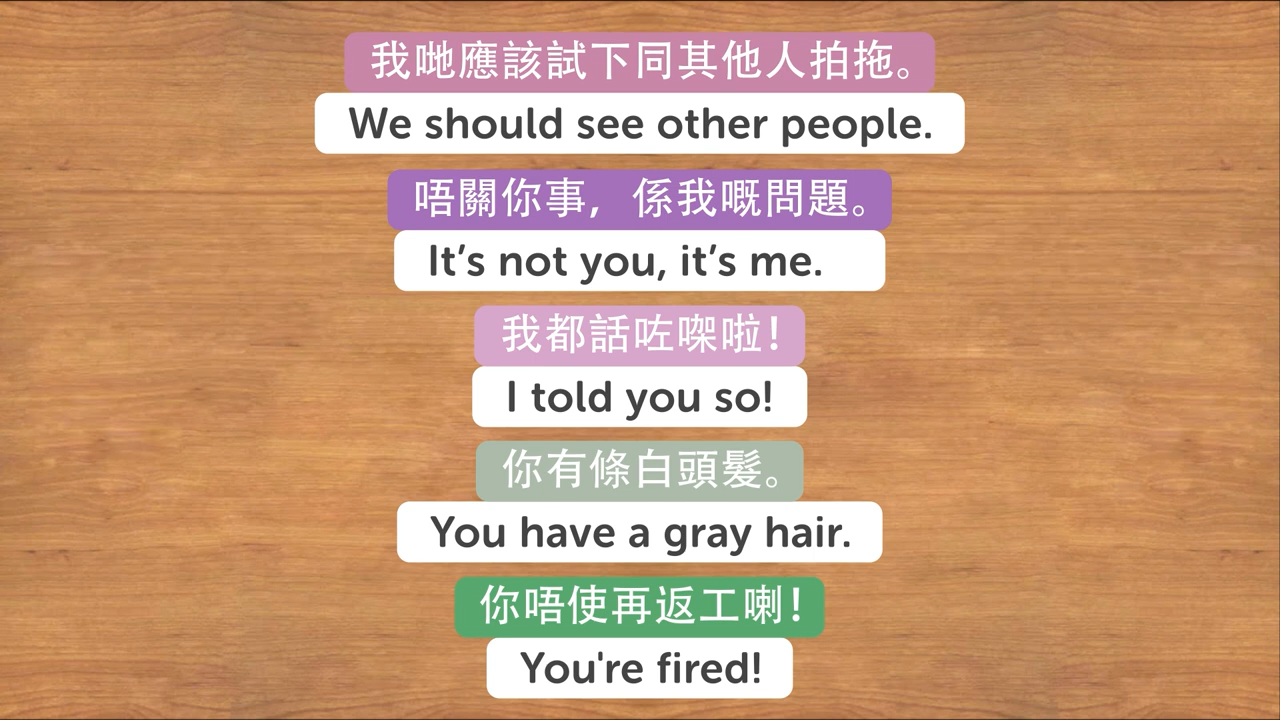 我哋應該試下同其他人拍拖。
We should see other people.
唔關你事，係我嘅問題。
It’s not you, it’s me.
我都話咗㗎啦！
I told you so!
你有條白頭髮。
You have a gray hair.
你唔使再返工喇！
You're fired!